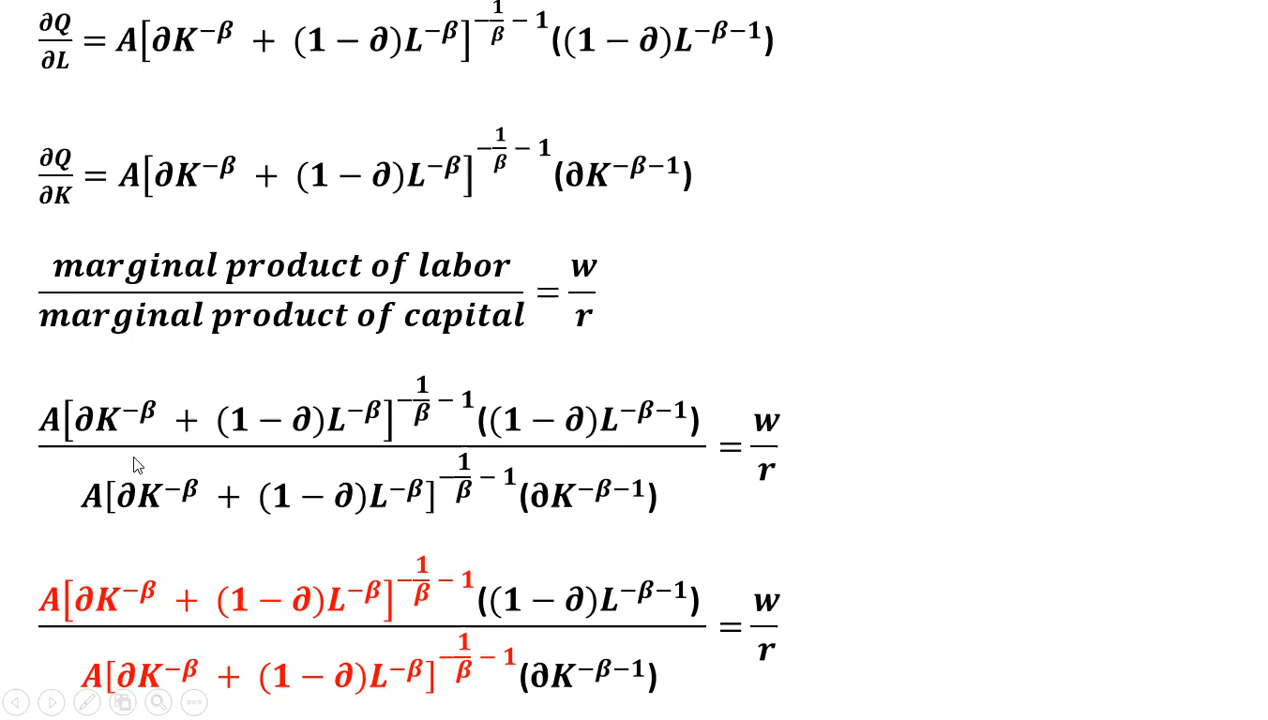 ∂Q/∂L = A[∂K^{−β} + (1 − ∂)L^{−β}]^{−1/β − 1}((1 − ∂)L^{−β−1})
∂Q/∂K = A[∂K^{−β} + (1 − ∂)L^{−β}]^{−1/β − 1}(∂K^{−β−1})
marginal product of labor / marginal product of capital = w/r
A[∂K^{−β} + (1 − ∂)L^{−β}]^{−1/β − 1}((1 − ∂)L^{−β−1}) / A[∂K^{−β} + (1 − ∂)L^{−β}]^{−1/β − 1}(∂K^{−β−1}) = w/r
A[∂K^{−β} + (1 − ∂)L^{−β}]^{−1/β − 1}((1 − ∂)L^{−β−1}) / A[∂K^{−β} + (1 − ∂)L^{−β}]^{−1/β − 1}(∂K^{−β−1}) = w/r